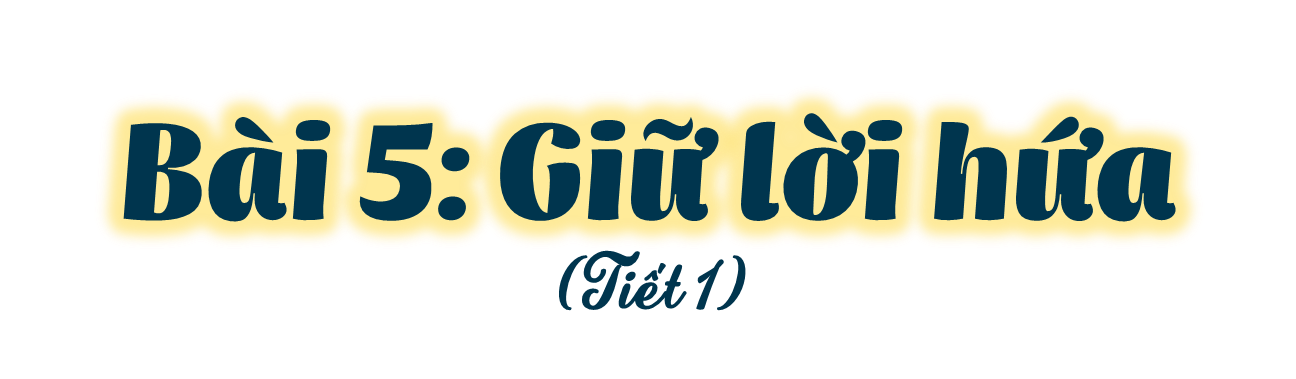 Bài 5: Giữ lời hứa
(Tiết 1)